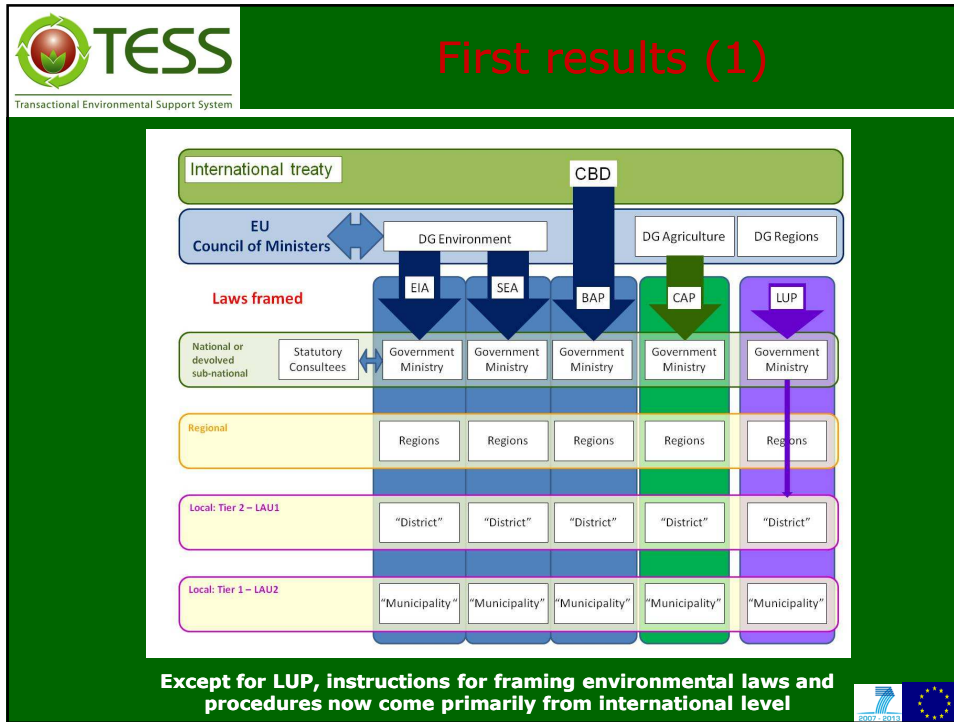 TESS
Transactional Environmental Support System
First results (1)
International treaty
CBD
EU
Council of Ministers
DG Environment
DG Agriculture
DG Regions
Laws framed
EIA
SEA
BAP
CAP
LUP
National or
devolved
sub-national
Statutory
Consultees
Government
Ministry
Government
Ministry
Government
Ministry
Government
Ministry
Government
Ministry
Regional
Regions
Regions
Regions
Regions
Regions
Local: Tier 2 – LAU1
“District”
“District”
“District”
“District”
“District”
Local: Tier 1 – LAU2
“Municipality“
“Municipality”
“Municipality”
“Municipality”
“Municipality”
Except for LUP, instructions for framing environmental laws and
procedures now come primarily from international level
7
2007 - 2013